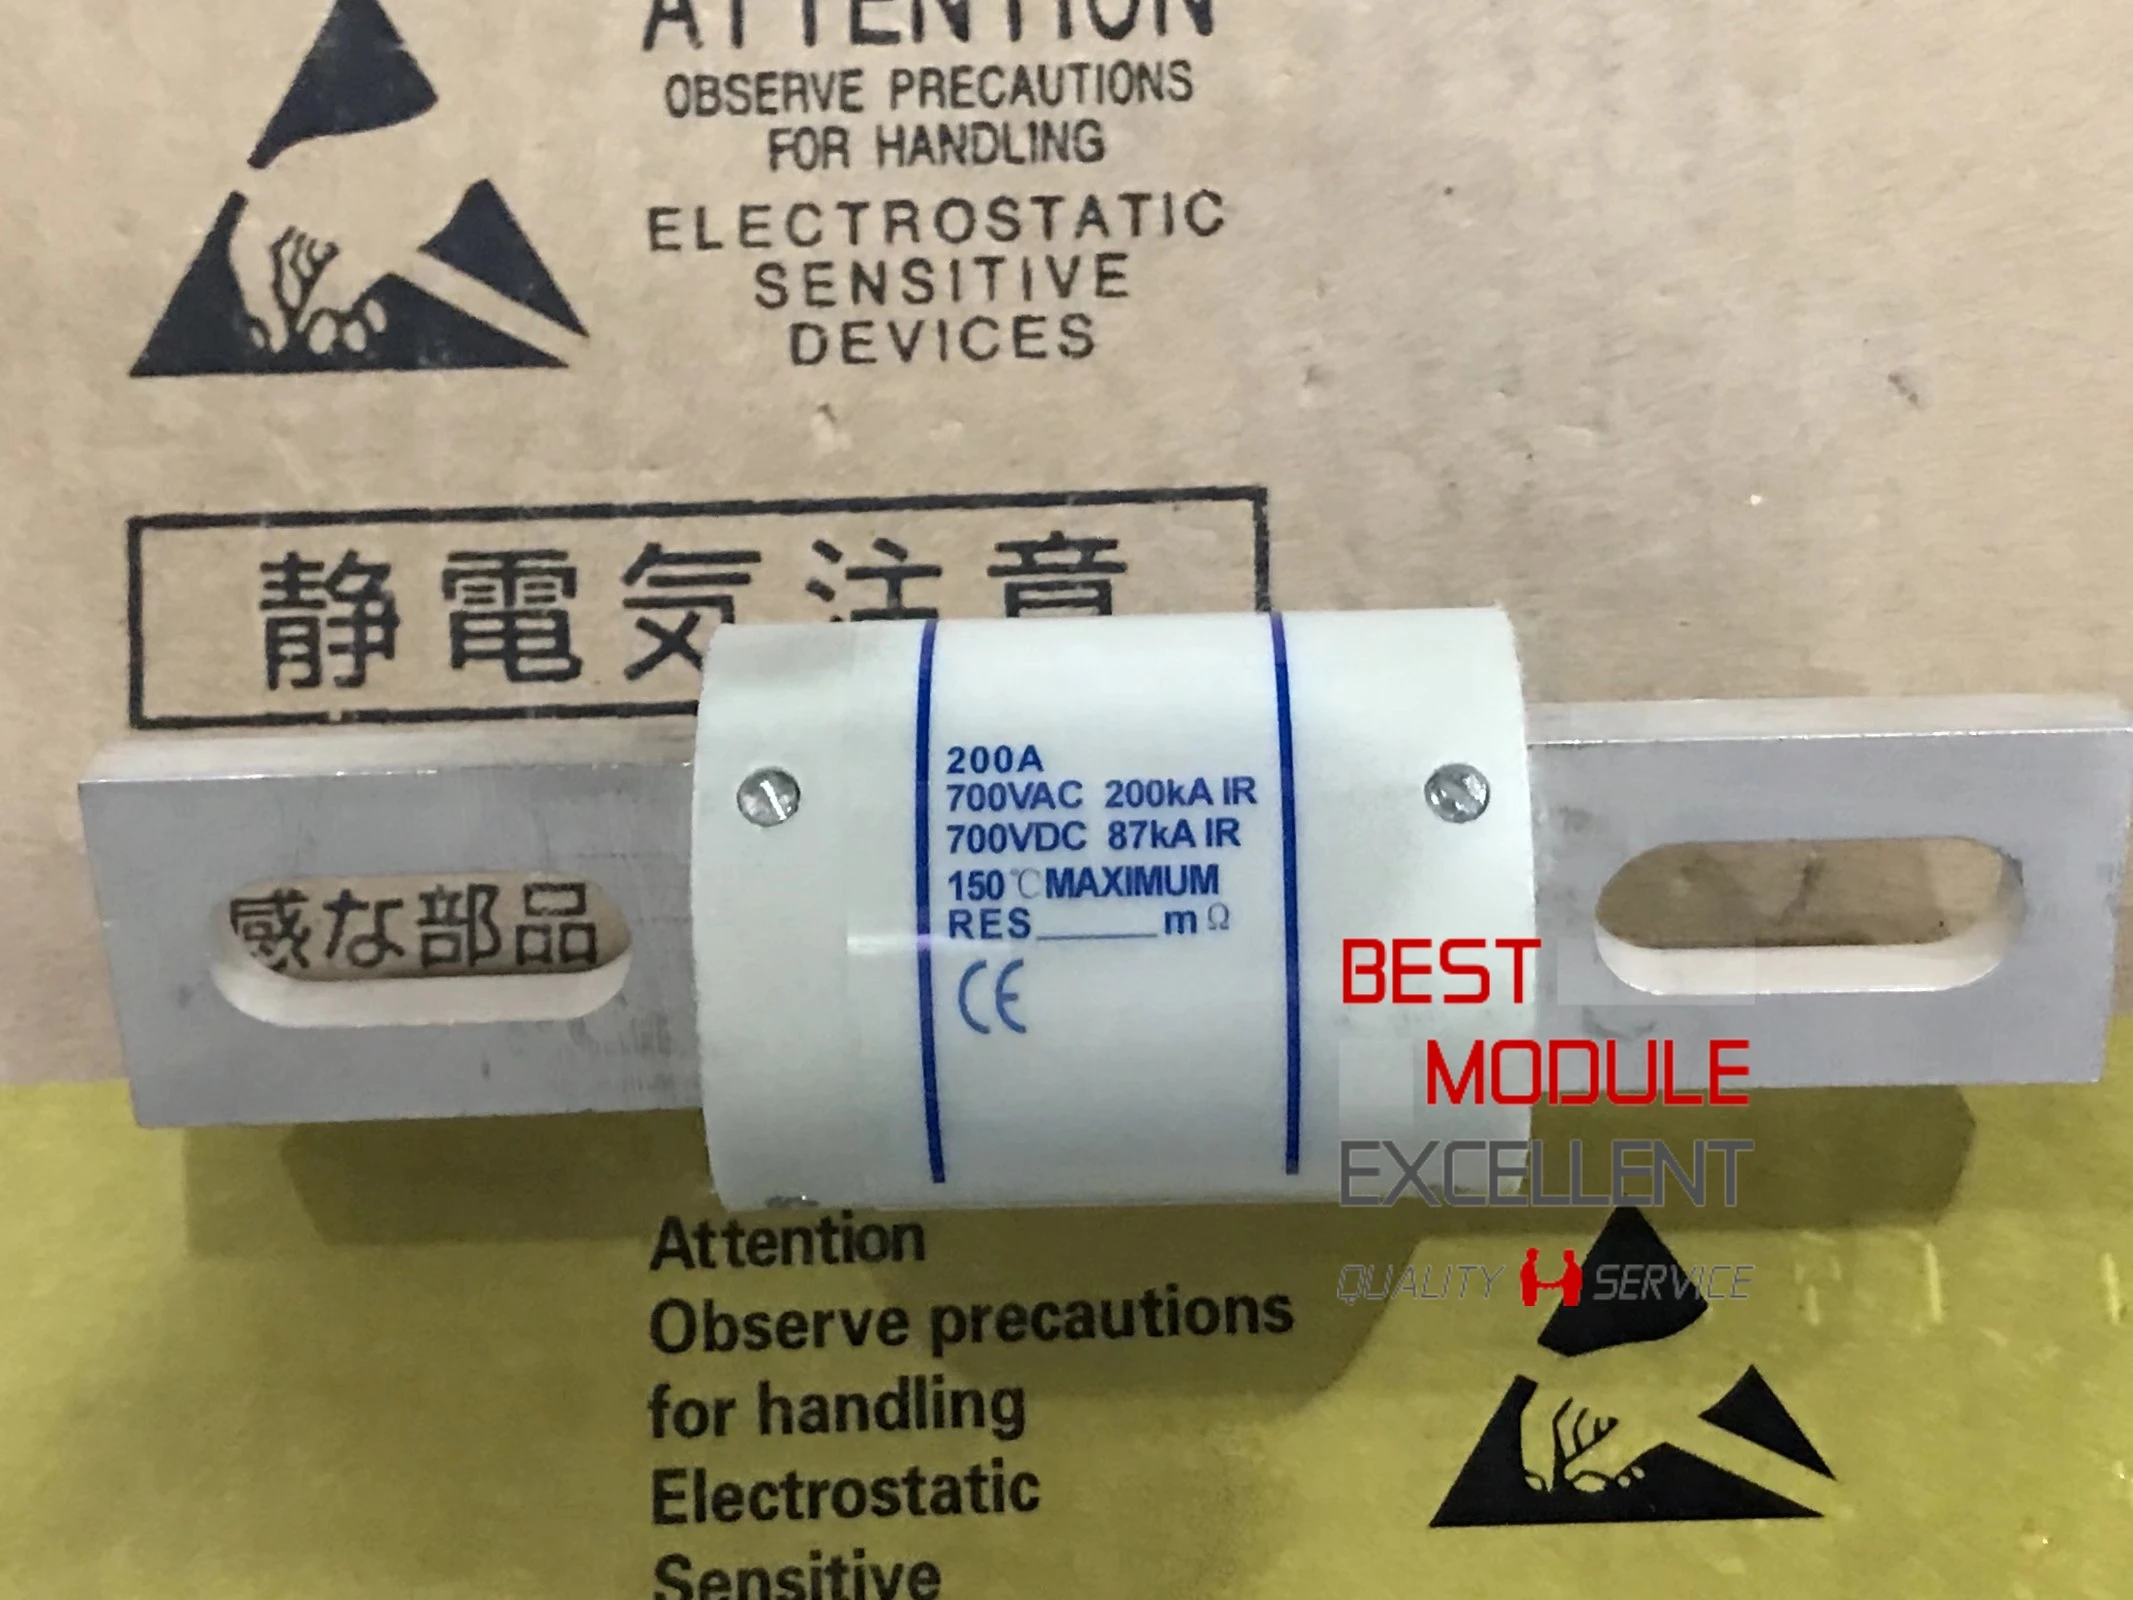 ATTENTION
OBSERVE PRECAUTIONS
FOR HANDLING
ELECTROSTATIC
SENSITIVE
DEVICES
静電気注意
200A
700VAC 200kA IR
700VDC 87kA IR
150℃MAXIMUM
RES______mΩ
CE
感な部品
BEST
MODULE
EXCELLENT
QUALITY SERVICE
Attention
Observe precautions
for handling
Electrostatic
Sensitive